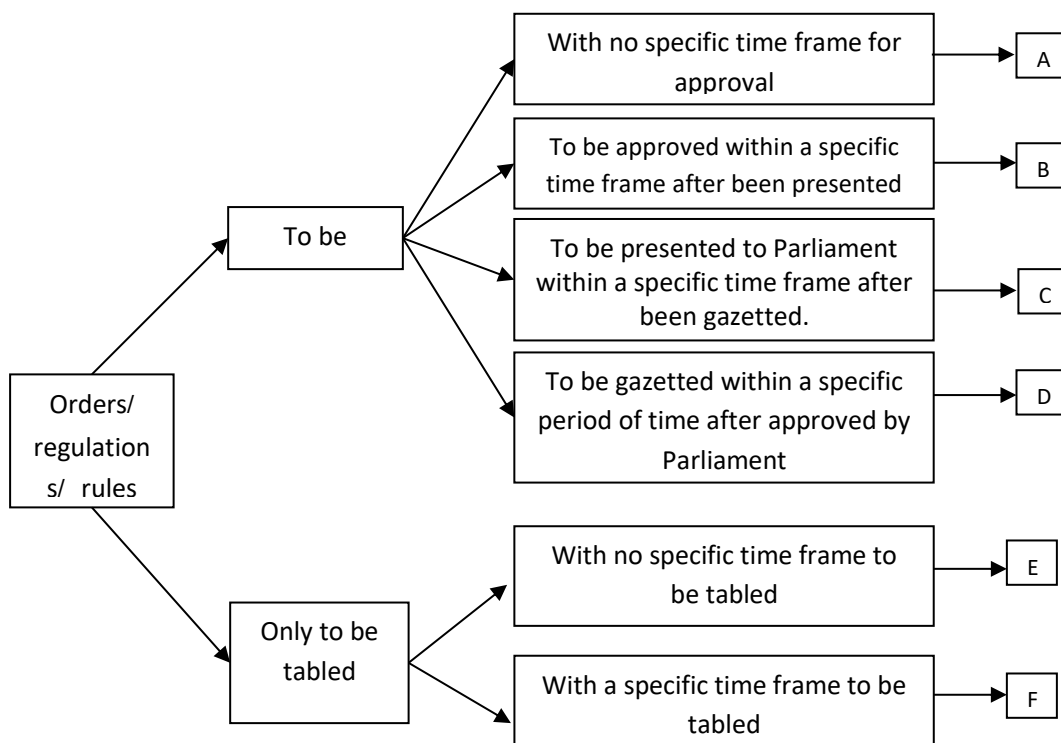 With no specific time frame for
approval
A
To be approved within a specific
time frame after been presented
B
To be
To be presented to Parliament
within a specific time frame after
been gazetted.
C
To be gazetted within a specific
period of time after approved by
Parliament
D
Orders/
regulation
s/ rules
With no specific time frame to
be tabled
E
Only to be
tabled
With a specific time frame to be
tabled
F